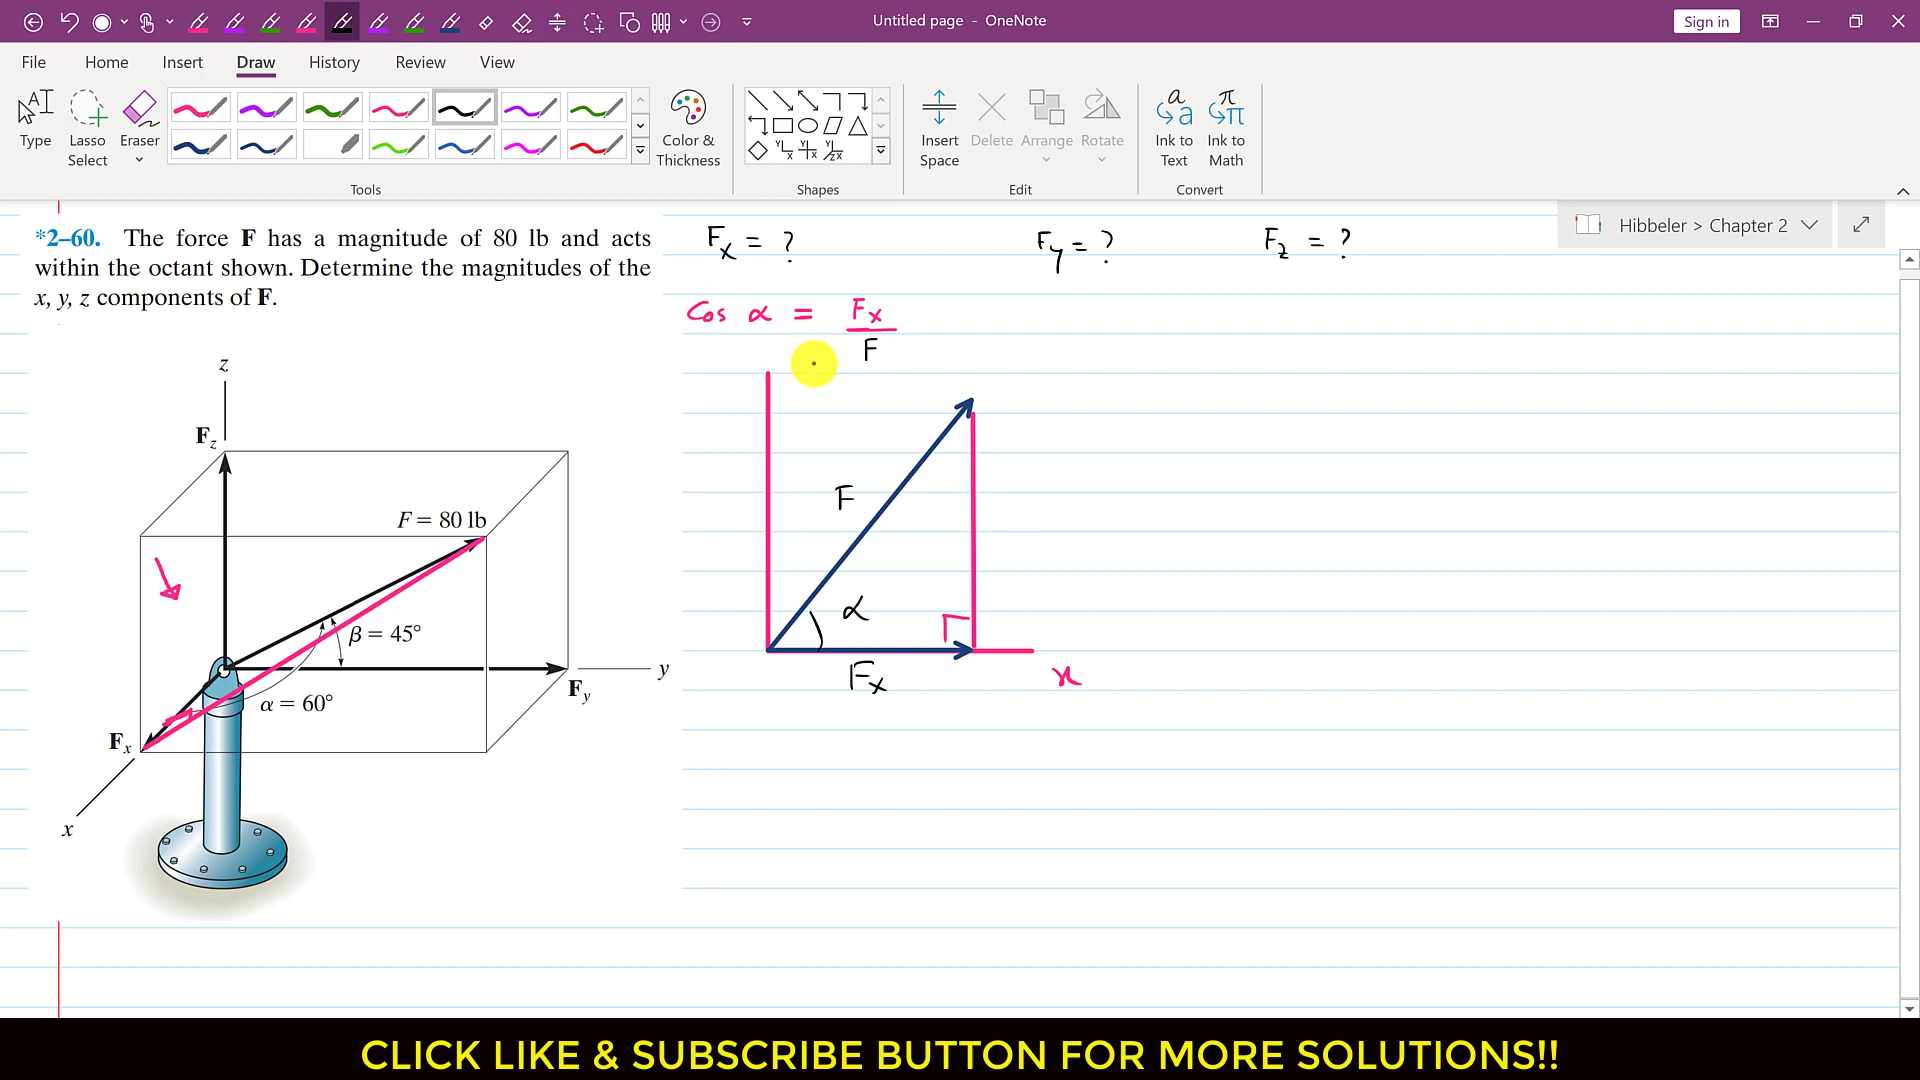 Untitled page - OneNote
Sign in
File Home Insert Draw History Review View
Type
Lasso Select
Eraser
Color & Thickness
Insert Space
Delete
Arrange
Rotate
Ink to Text
Ink to Math
Tools
Shapes
Edit
Convert
Hibbeler > Chapter 2
*2–60. The force F has a magnitude of 80 lb and acts
within the octant shown. Determine the magnitudes of the
x, y, z components of F.
Fx = ?
Fy = ?
Fz = ?
Cos α = Fx
F
z
Fz
F = 80 lb
β = 45°
y
Fy
α = 60°
Fx
x
F
α
Fx
x
CLICK LIKE & SUBSCRIBE BUTTON FOR MORE SOLUTIONS!!